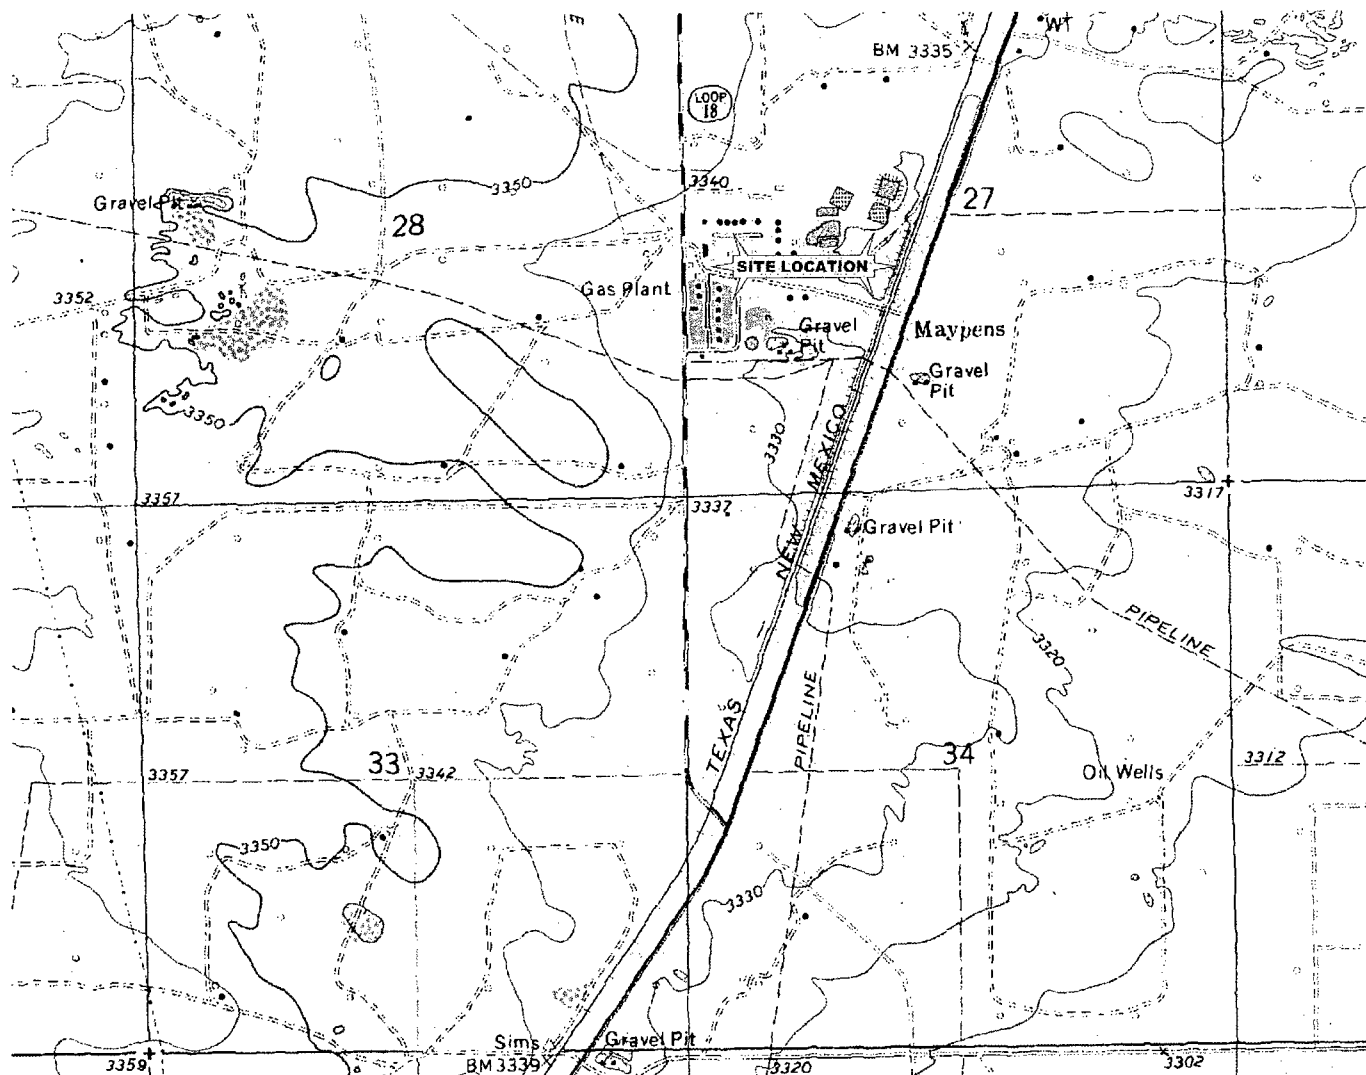 E
WT
BM 3335
LOOP
18
3350
3340
27
Gravel Pit
28
SITE LOCATION
Gas Plant
3352
Gravel
Pit
Maypens
Gravel
Pit
3350
3330
NEW MEXICO
3357
3337
3317
Gravel Pit
PIPELINE
3320
TEXAS
PIPELINE
33
34
3357
3342
3312
Oil Wells
3350
3330
Sims
Gravel Pit
BM 3339
3359
3320
3302